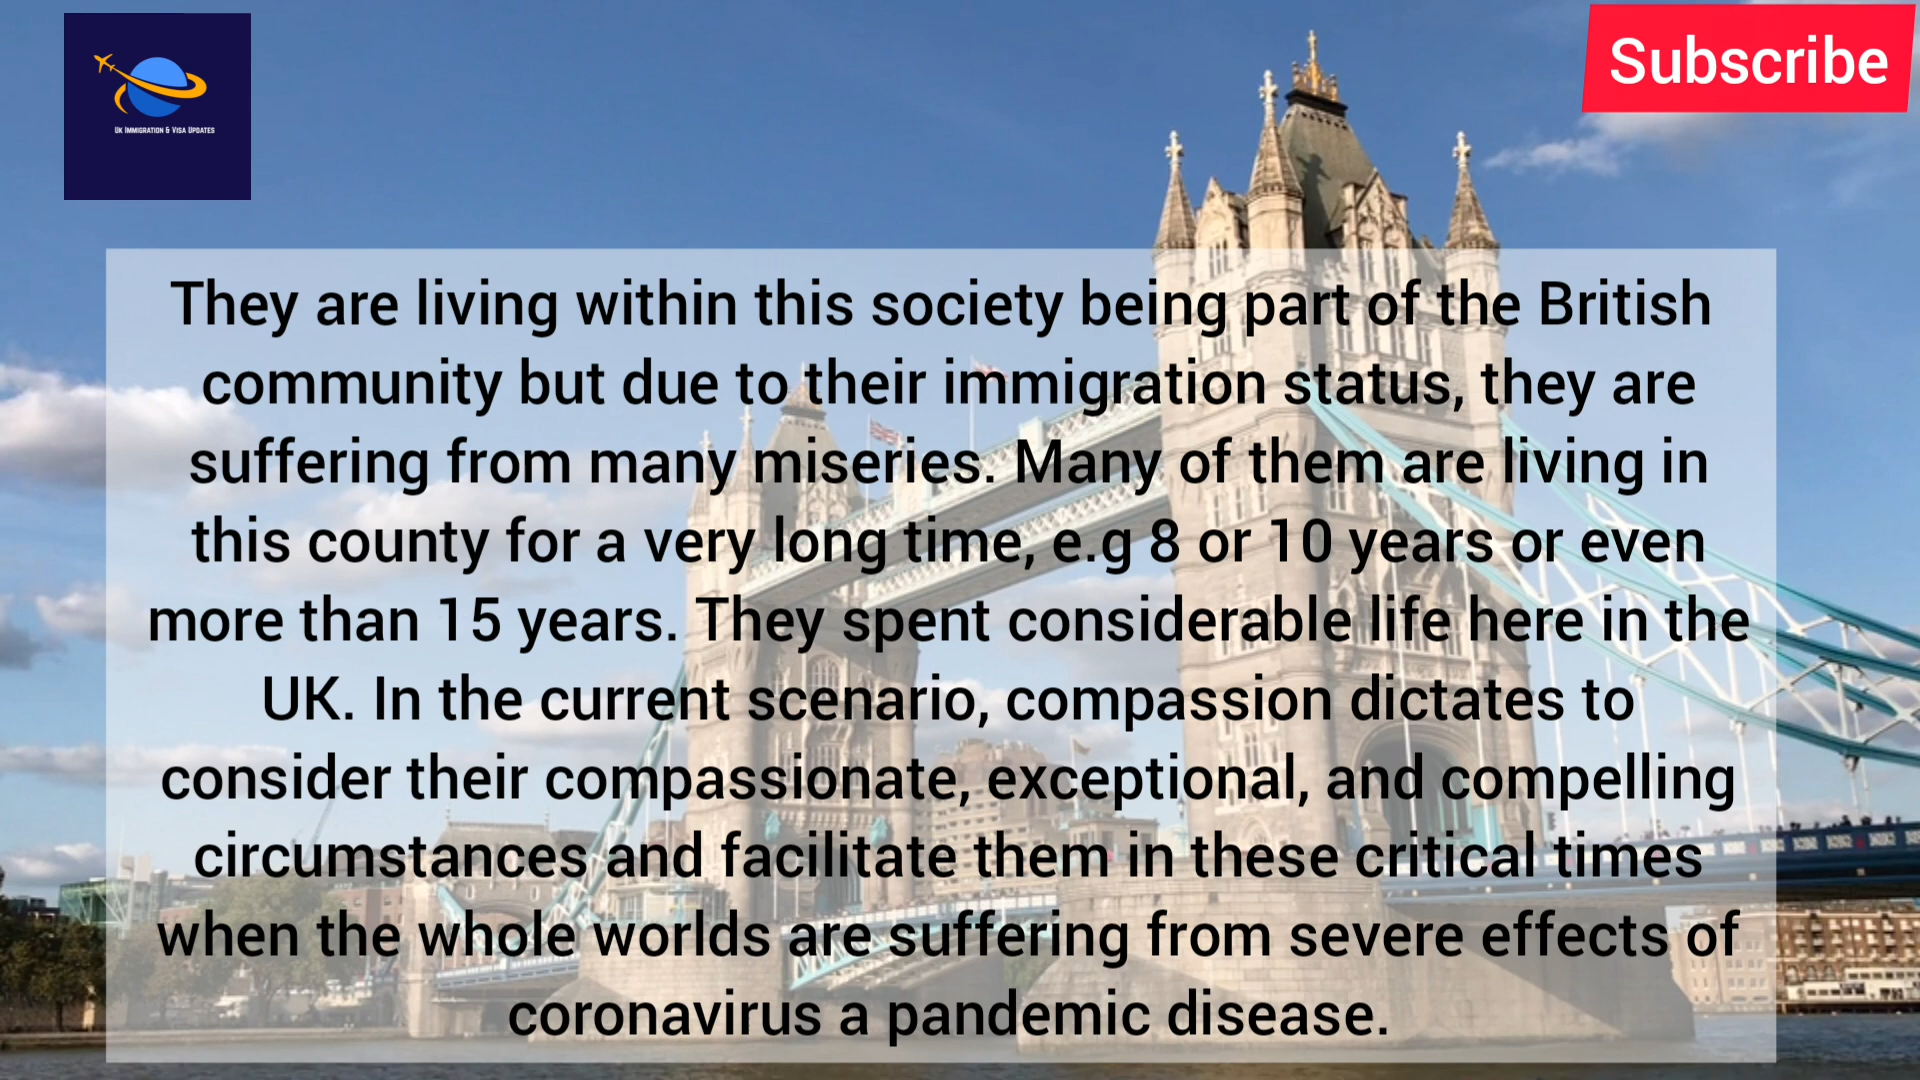 UK Immigration & Visa Updates
Subscribe
They are living within this society being part of the British
community but due to their immigration status, they are
suffering from many miseries. Many of them are living in
this county for a very long time, e.g 8 or 10 years or even
more than 15 years. They spent considerable life here in the
UK. In the current scenario, compassion dictates to
consider their compassionate, exceptional, and compelling
circumstances and facilitate them in these critical times
when the whole worlds are suffering from severe effects of
coronavirus a pandemic disease.